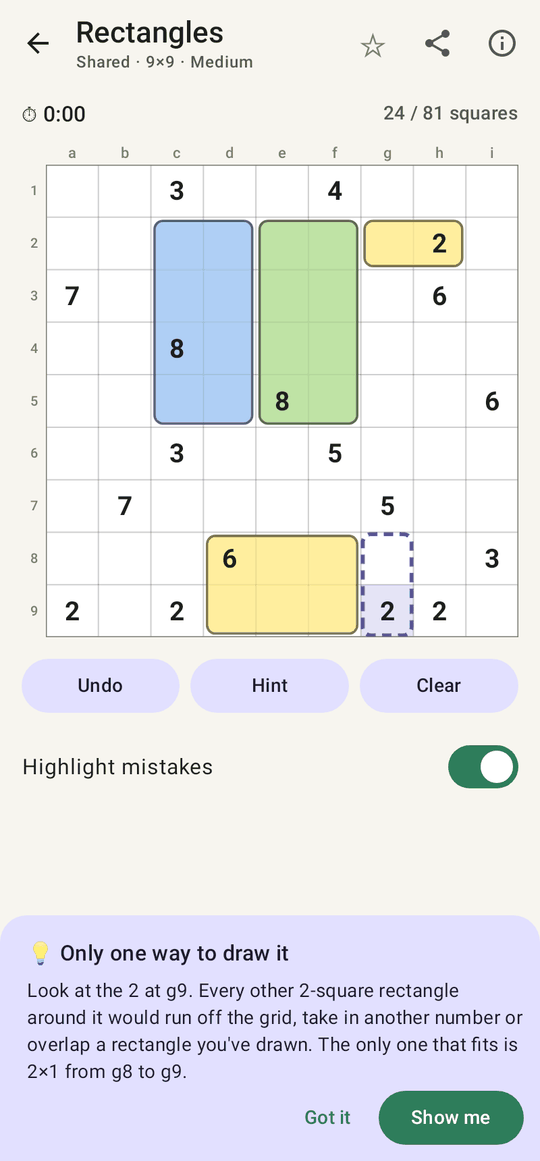 Rectangles
Shared · 9×9 · Medium
0:00
24 / 81 squares
a b c d e f g h i
1 3 4
2 2
3 7 6
4 8
5 8 6
6 3 5
7 7 5
8 6 3
9 2 2 2 2
Undo Hint Clear
Highlight mistakes
Only one way to draw it
Look at the 2 at g9. Every other 2-square rectangle
around it would run off the grid, take in another number or
overlap a rectangle you've drawn. The only one that fits is
2×1 from g8 to g9.
Got it Show me